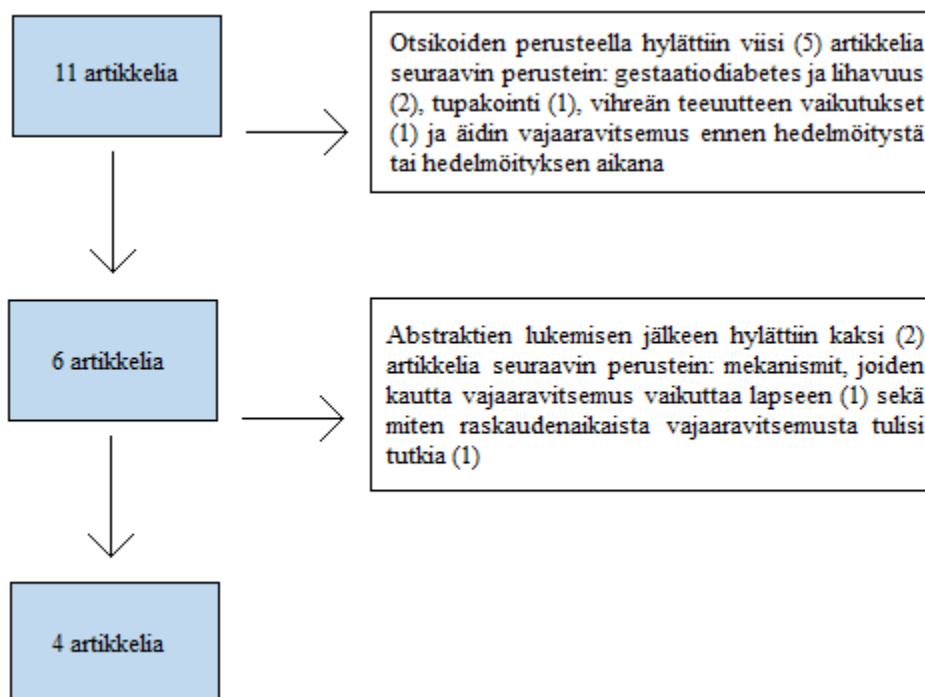 11 artikkelia
Otsikoiden perusteella hylättiin viisi (5) artikkelia
seuraavin perustein: gestaatiodiabetes ja lihavuus
(2), tupakointi (1), vihreän teeuutteen vaikutukset
(1) ja äidin vajaaravitsemus ennen hedelmöitystä
tai hedelmöityksen aikana
6 artikkelia
Abstraktien lukemisen jälkeen hylättiin kaksi (2)
artikkelia seuraavin perustein: mekanismit, joiden
kautta vajaaravitsemus vaikuttaa lapseen (1) sekä
miten raskaudenaikaista vajaaravitsemusta tulisi
tutkia (1)
4 artikkelia